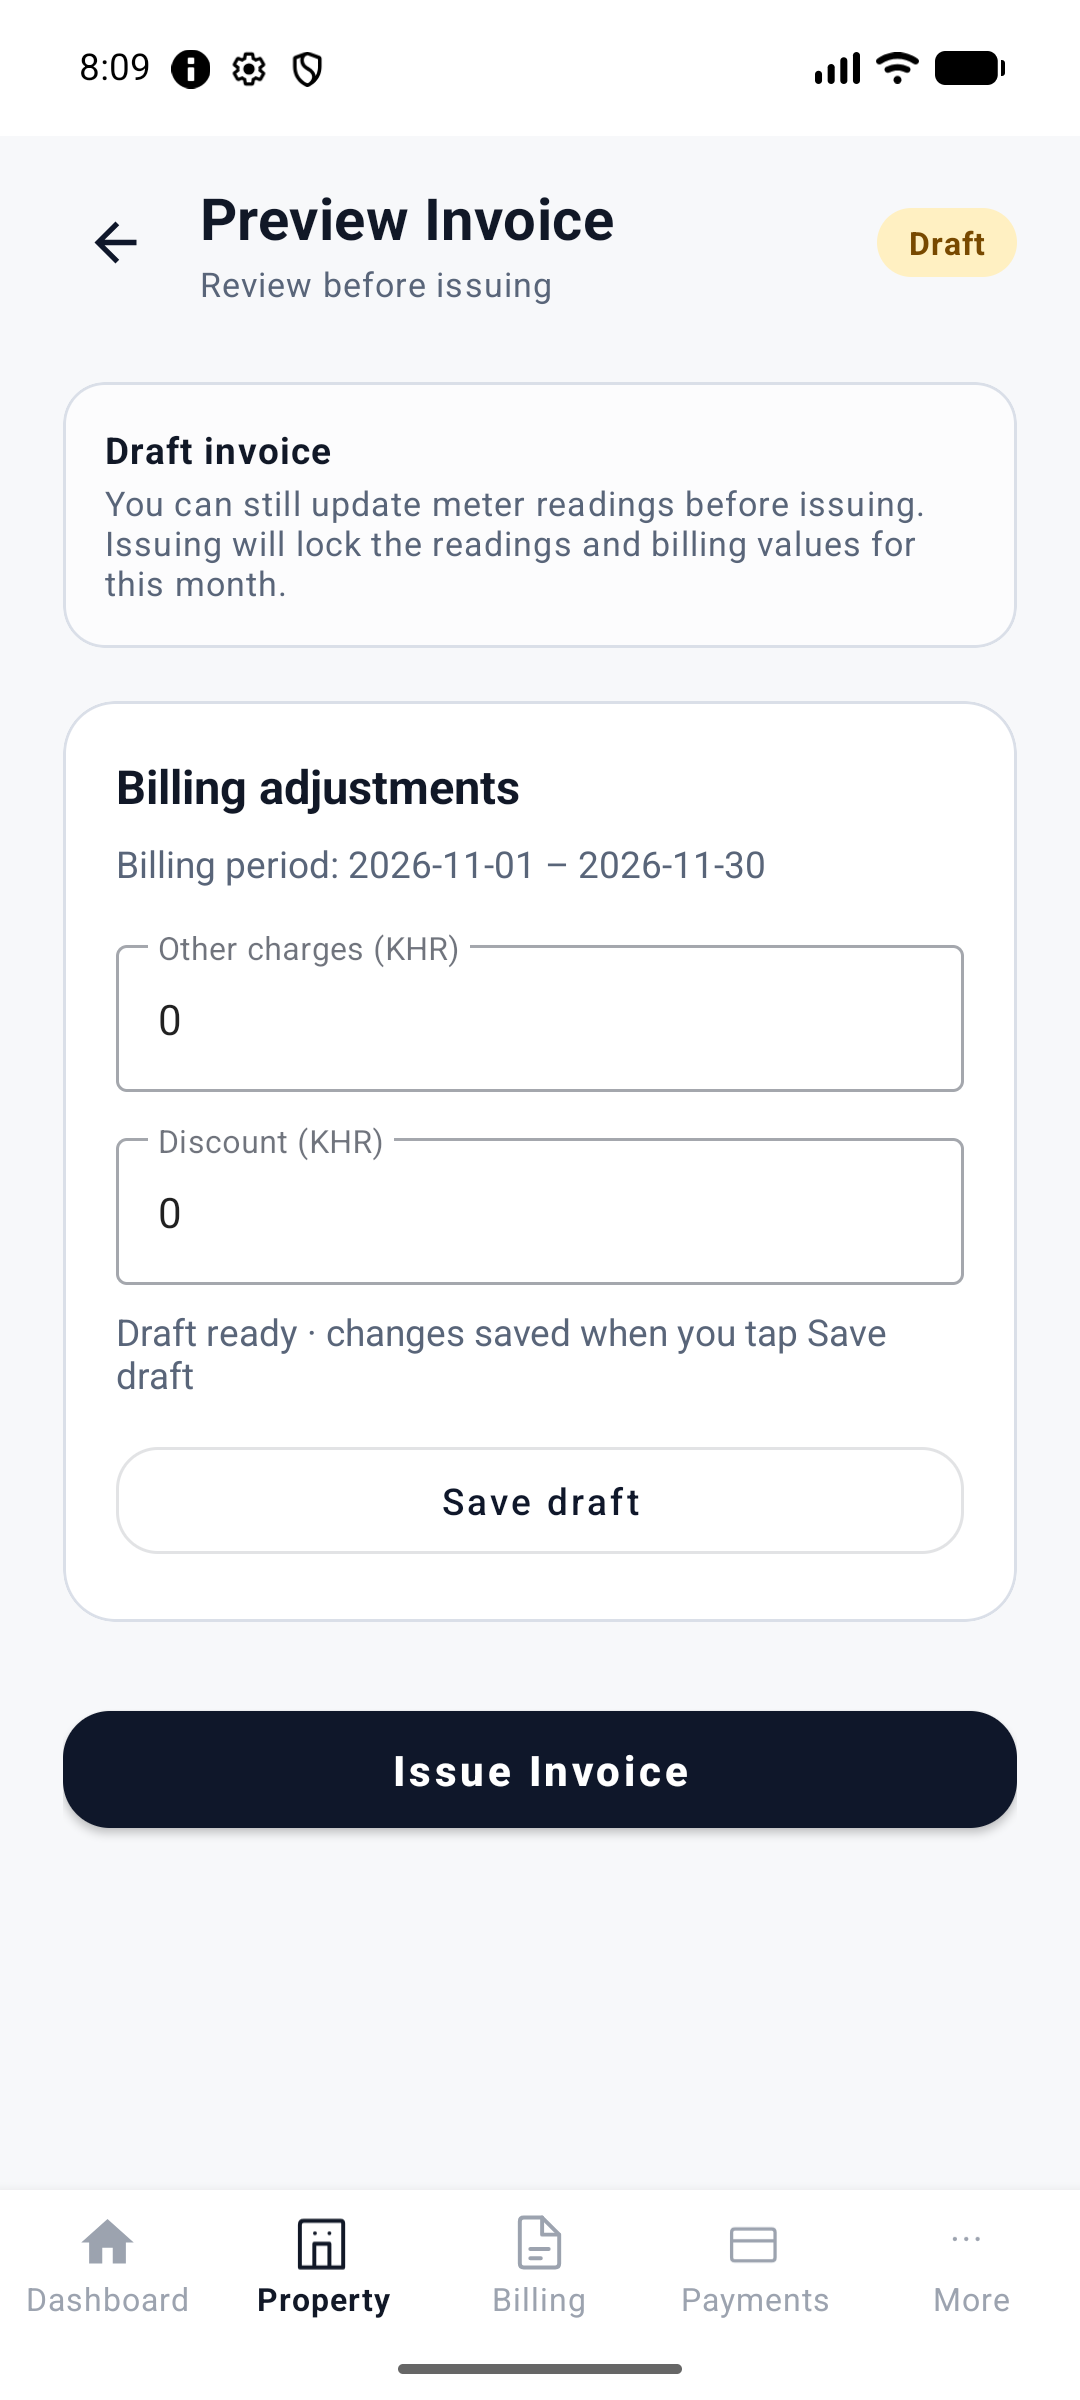 8:09
Preview Invoice
Review before issuing
Draft
Draft invoice
You can still update meter readings before issuing.
Issuing will lock the readings and billing values for
this month.
Billing adjustments
Billing period: 2026-11-01 – 2026-11-30
Other charges (KHR)
0
Discount (KHR)
0
Draft ready · changes saved when you tap Save
draft
Save draft
Issue Invoice
Dashboard
Property
Billing
Payments
More